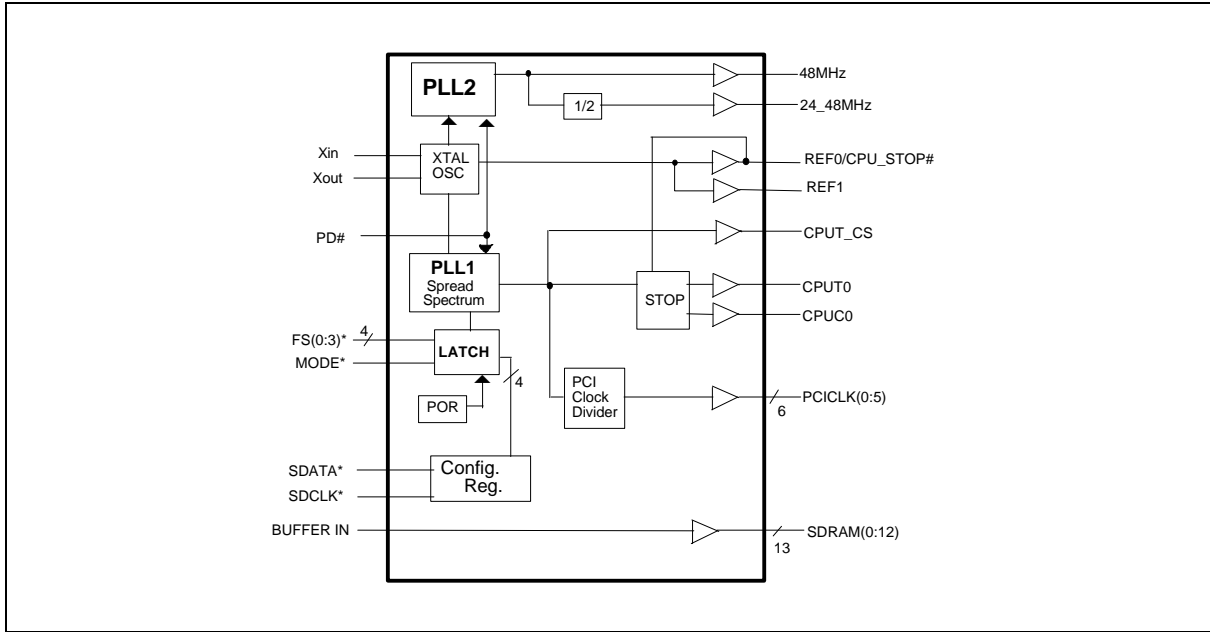 PLL2
48MHz
1/2
24_48MHz
Xin
XTAL
OSC
REF0/CPU_STOP#
Xout
REF1
PD#
CPUT_CS
PLL1
Spread
Spectrum
STOP
CPUT0
CPUC0
FS(0:3)*
4
LATCH
MODE*
4
PCI
Clock
Divider
PCICLK(0:5)
6
POR
SDATA*
Config.
Reg.
SDCLK*
BUFFER IN
SDRAM(0:12)
13